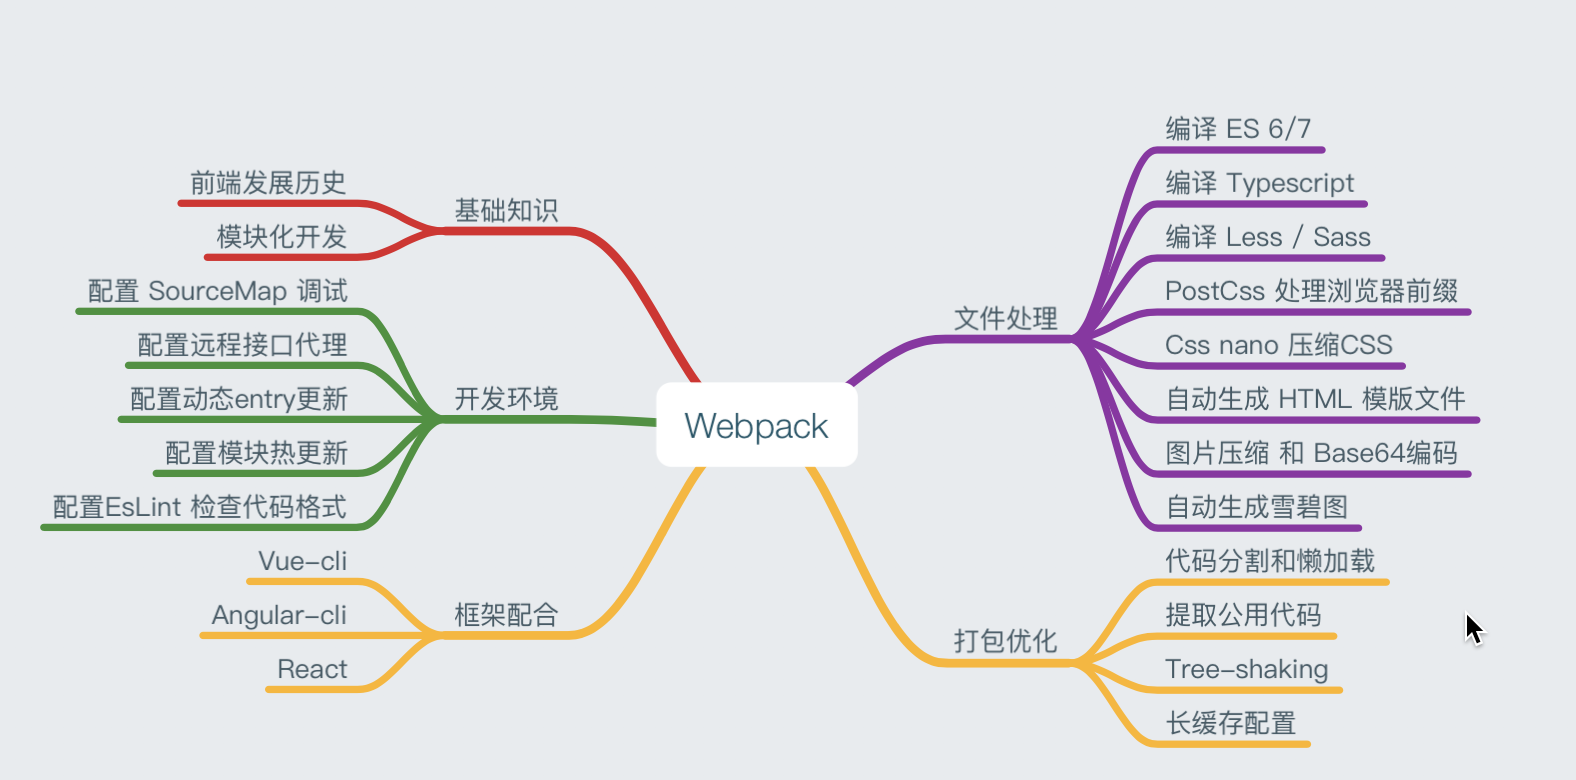 Webpack
基础知识
前端发展历史
模块化开发
开发环境
配置 SourceMap 调试
配置远程接口代理
配置动态entry更新
配置模块热更新
配置EsLint 检查代码格式
框架配合
Vue-cli
Angular-cli
React
文件处理
编译 ES 6/7
编译 Typescript
编译 Less / Sass
PostCss 处理浏览器前缀
Css nano 压缩CSS
自动生成 HTML 模版文件
图片压缩 和 Base64编码
自动生成雪碧图
打包优化
代码分割和懒加载
提取公用代码
Tree-shaking
长缓存配置